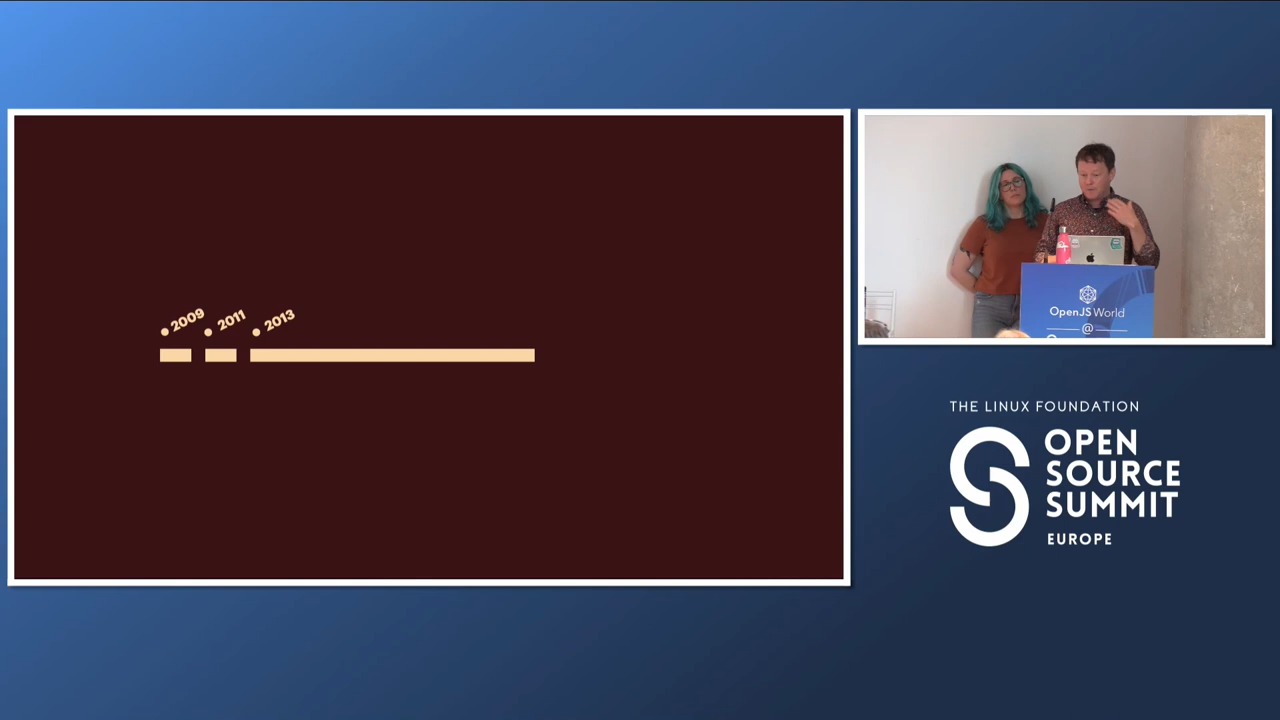 2009
2011
2013
OpenJS World
@
THE LINUX FOUNDATION
OPEN
SOURCE
SUMMIT
EUROPE